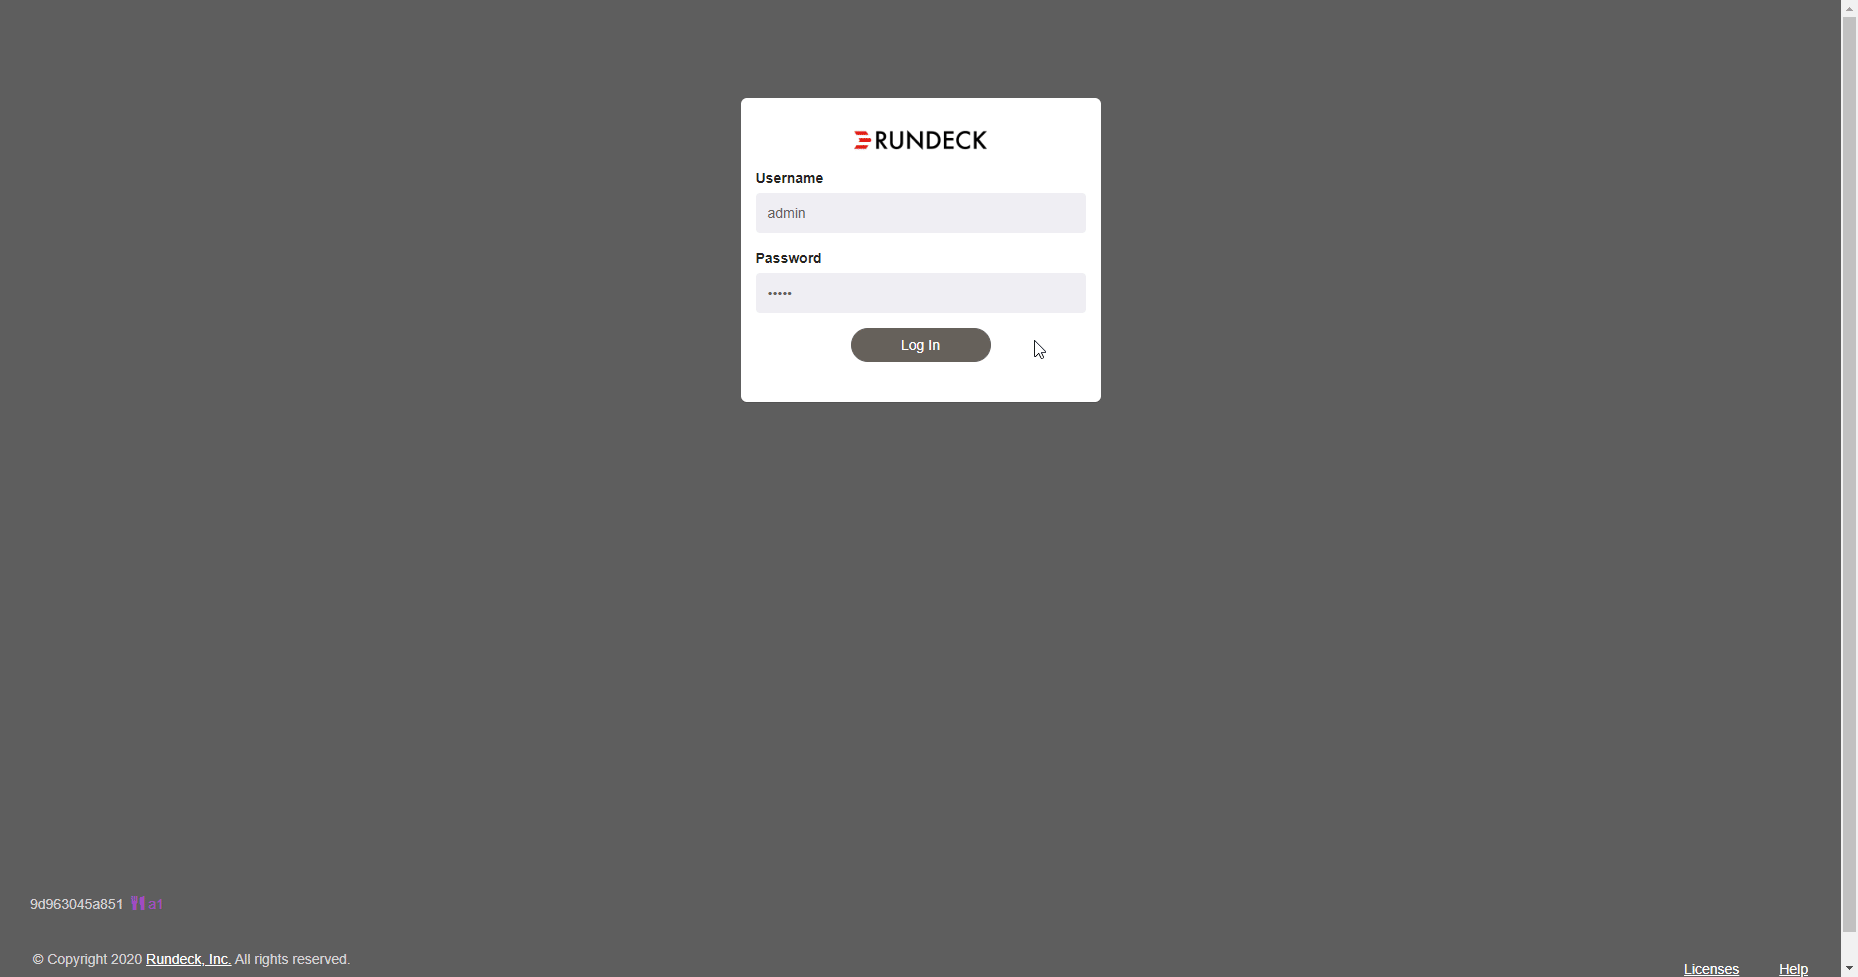 RUNDECK
Username
admin
Password
•••••
Log In
9d963045a851 a1
© Copyright 2020 Rundeck, Inc. All rights reserved.
Licenses Help